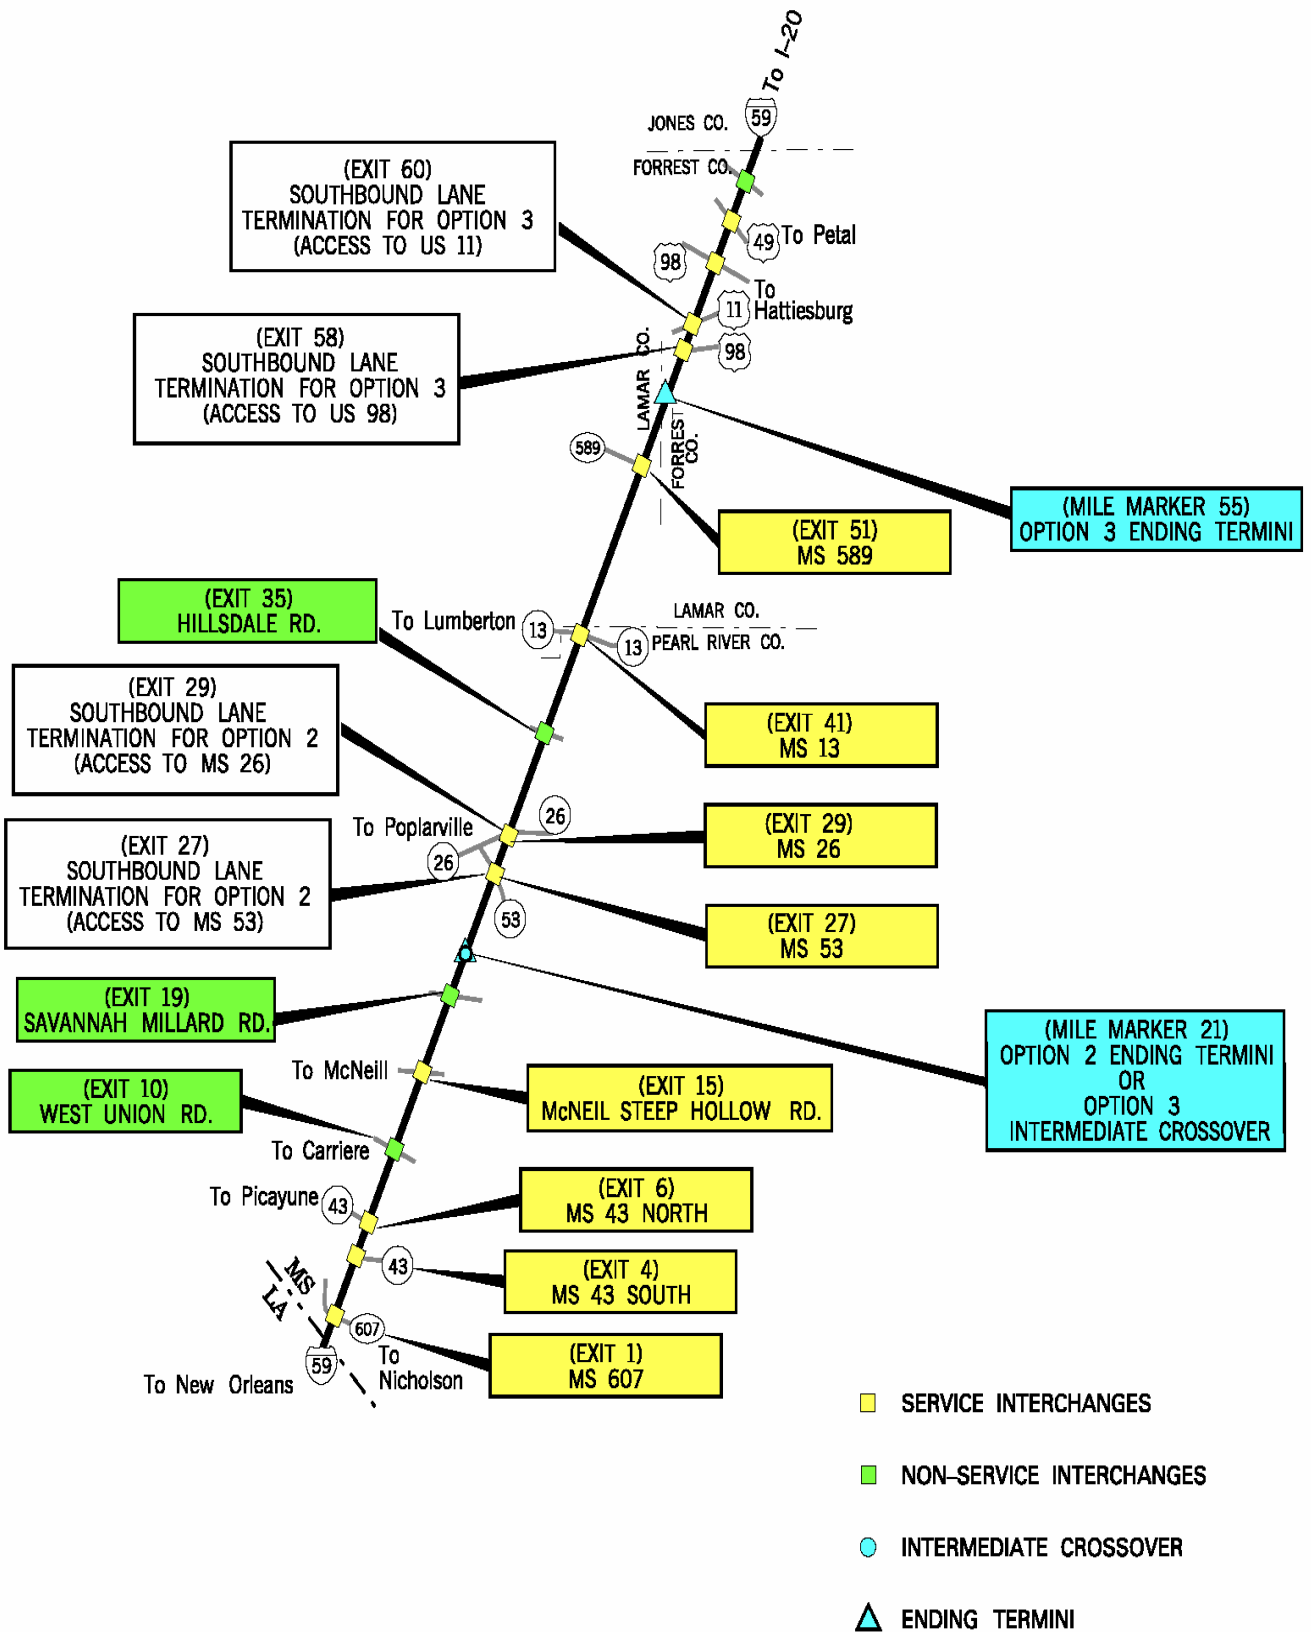 To I-20
59
JONES CO.
FORREST CO.
(EXIT 60)
SOUTHBOUND LANE
TERMINATION FOR OPTION 3
(ACCESS TO US 11)
49
To Petal
98
To
Hattiesburg
11
98
(EXIT 58)
SOUTHBOUND LANE
TERMINATION FOR OPTION 3
(ACCESS TO US 98)
LAMAR CO.
FORREST
CO.
589
(MILE MARKER 55)
OPTION 3 ENDING TERMINI
(EXIT 51)
MS 589
(EXIT 35)
HILLSDALE RD.
To Lumberton
13
13
LAMAR CO.
PEARL RIVER CO.
(EXIT 29)
SOUTHBOUND LANE
TERMINATION FOR OPTION 2
(ACCESS TO MS 26)
(EXIT 41)
MS 13
To Poplarville
26
26
(EXIT 29)
MS 26
(EXIT 27)
SOUTHBOUND LANE
TERMINATION FOR OPTION 2
(ACCESS TO MS 53)
53
(EXIT 27)
MS 53
(EXIT 19)
SAVANNAH MILLARD RD.
(MILE MARKER 21)
OPTION 2 ENDING TERMINI
OR
OPTION 3
INTERMEDIATE CROSSOVER
To McNeill
(EXIT 15)
McNEIL STEEP HOLLOW RD.
(EXIT 10)
WEST UNION RD.
To Carriere
To Picayune
43
(EXIT 6)
MS 43 NORTH
43
(EXIT 4)
MS 43 SOUTH
MS
LA
607
To
Nicholson
(EXIT 1)
MS 607
59
To New Orleans
SERVICE INTERCHANGES
NON-SERVICE INTERCHANGES
INTERMEDIATE CROSSOVER
ENDING TERMINI